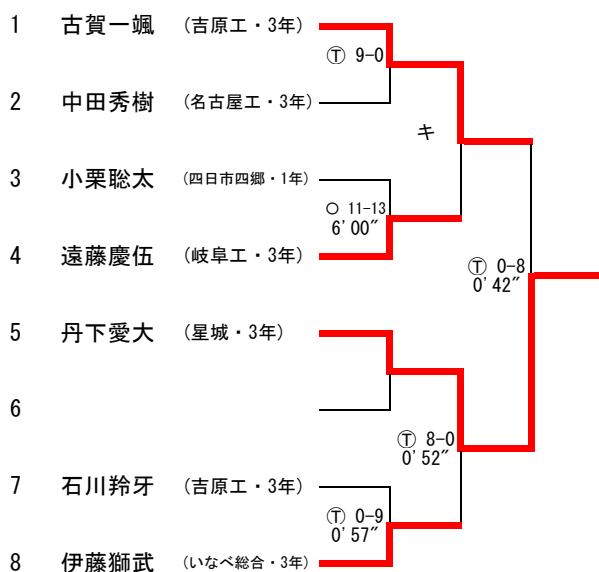 1 古賀一颯 (吉原工・3年)
Ⓣ 9-0
2 中田秀樹 (名古屋工・3年)
キ
3 小栗聡太 (四日市四郷・1年)
○ 11-13
6'00"
4 遠藤慶伍 (岐阜工・3年)
Ⓣ 0-8
0'42"
5 丹下愛大 (星城・3年)
6
Ⓣ 8-0
0'52"
7 石川羚牙 (吉原工・3年)
Ⓣ 0-9
0'57"
8 伊藤獅武 (いなべ総合・3年)